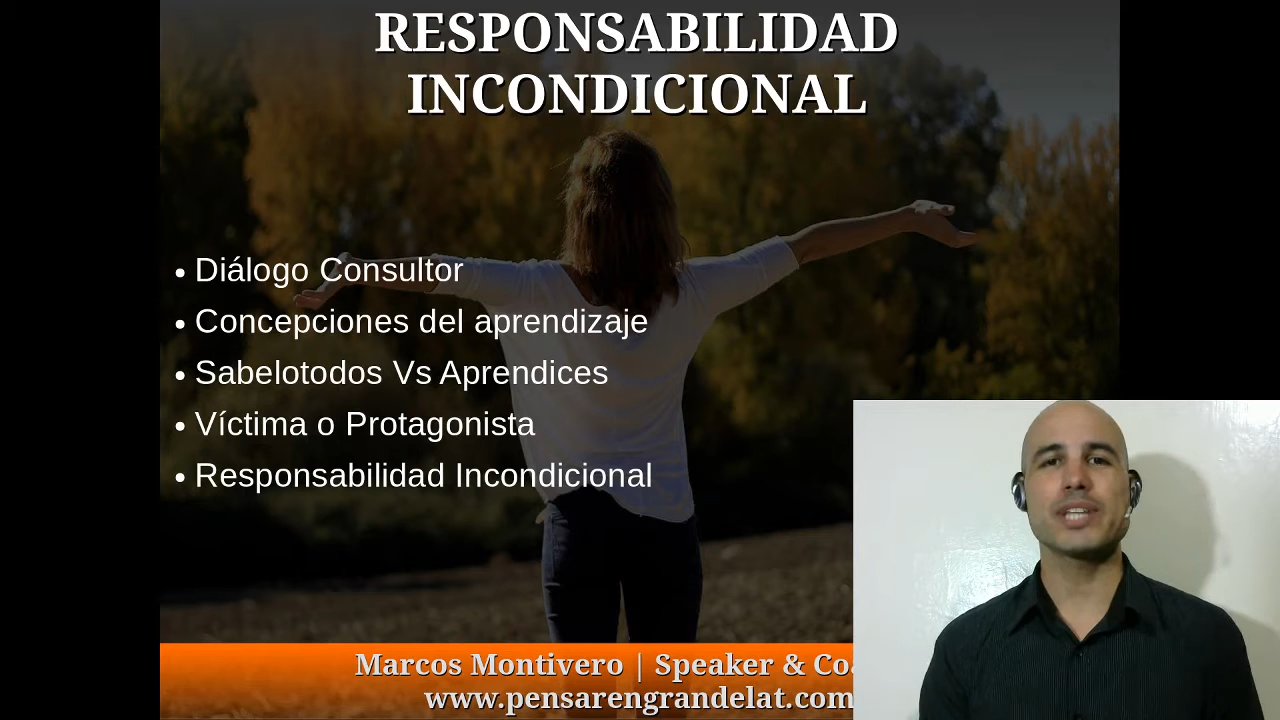 RESPONSABILIDAD
INCONDICIONAL
• Diálogo Consultor
• Concepciones del aprendizaje
• Sabelotodos Vs Aprendices
• Víctima o Protagonista
• Responsabilidad Incondicional
Marcos Montivero | Speaker &
www.pensarengrandelat.com